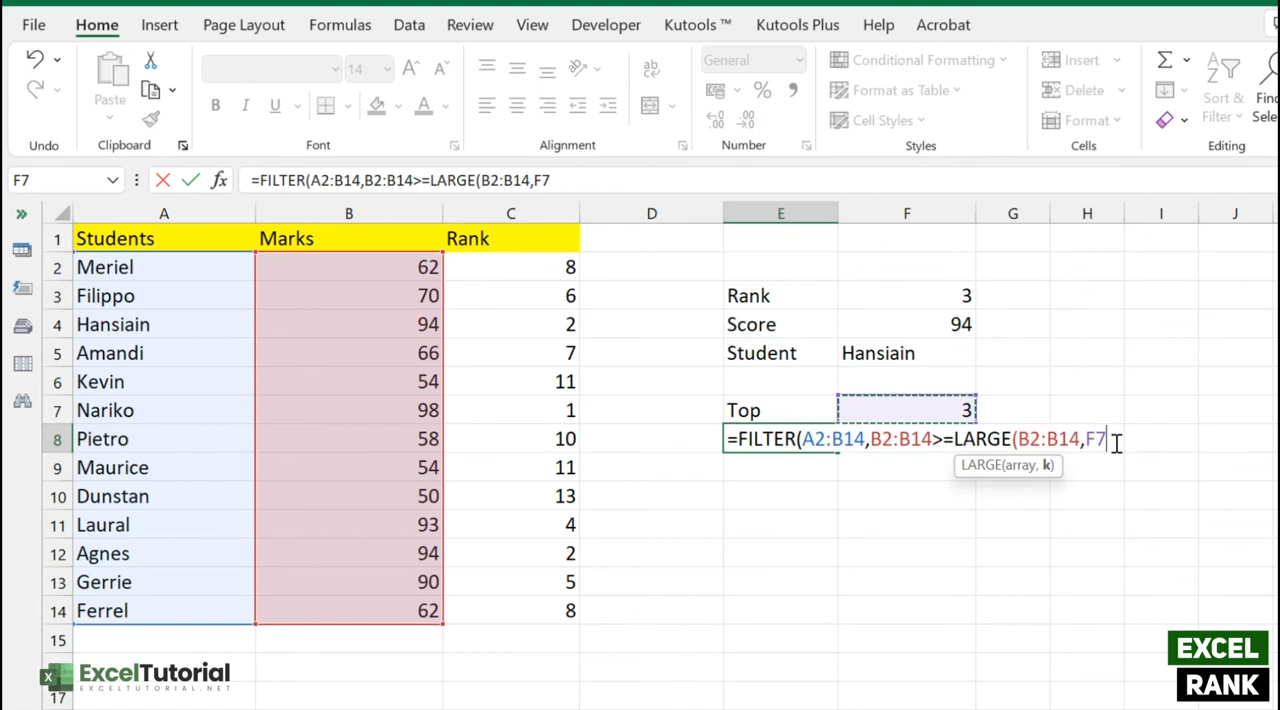 File Home Insert Page Layout Formulas Data Review View Developer Kutools ™ Kutools Plus Help Acrobat
Paste
14
General
Conditional Formatting
Format as Table
Cell Styles
Insert
Delete
Format
Sort &
Filter
Undo Clipboard Font Alignment Number Styles Cells Editing
F7 fx =FILTER(A2:B14,B2:B14>=LARGE(B2:B14,F7
A B C D E F G H I J
1 Students Marks Rank
2 Meriel 62 8
3 Filippo 70 6 Rank 3
4 Hansiain 94 2 Score 94
5 Amandi 66 7 Student Hansiain
6 Kevin 54 11
7 Nariko 98 1 Top 3
8 Pietro 58 10 =FILTER(A2:B14,B2:B14>=LARGE(B2:B14,F7
9 Maurice 54 11 LARGE(array, k)
10 Dunstan 50 13
11 Laural 93 4
12 Agnes 94 2
13 Gerrie 90 5
14 Ferrel 62 8
15
17
ExcelTutorial
EXCELTUTORIAL.NET
EXCEL
RANK